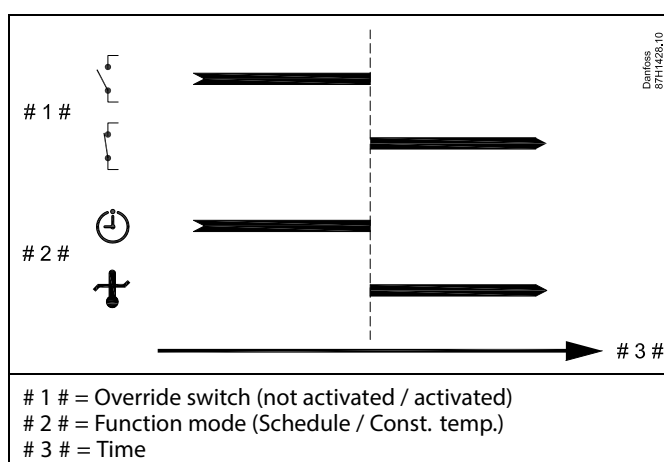 Danfoss
87H1428.10
# 1 #
# 2 #
# 3 #
# 1 # = Override switch (not activated / activated)
# 2 # = Function mode (Schedule / Const. temp.)
# 3 # = Time